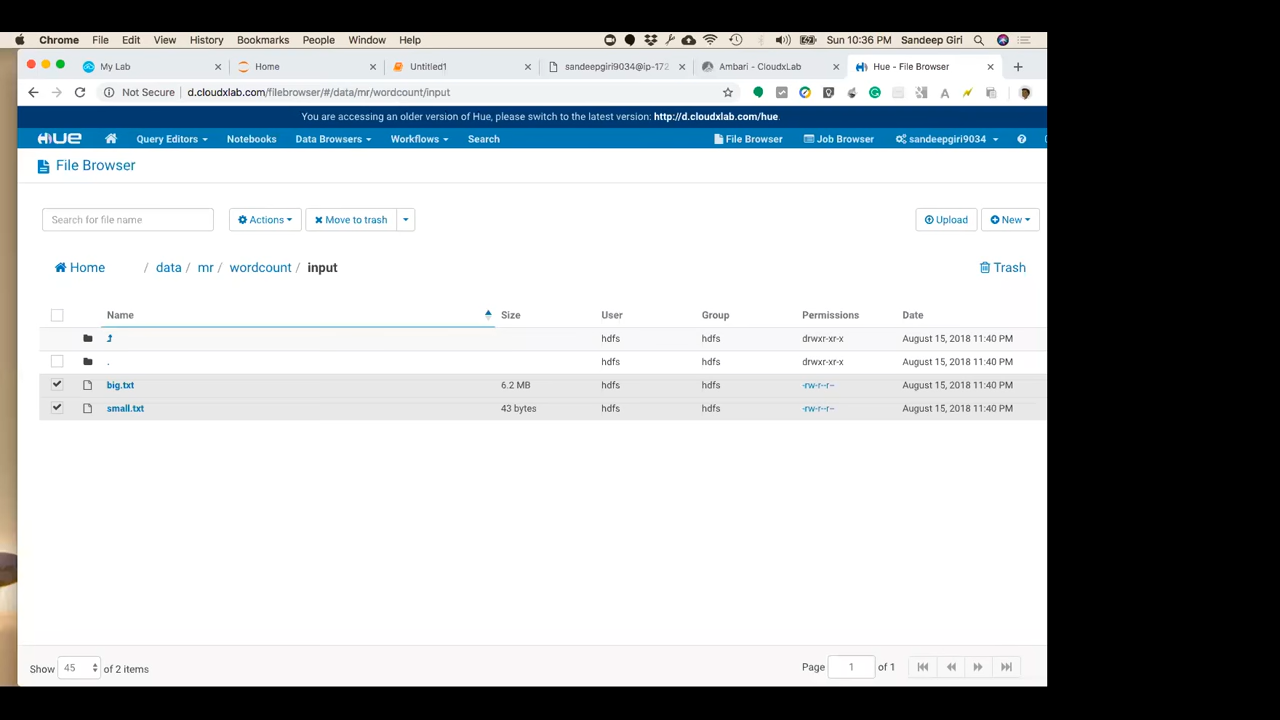 Chrome File Edit View History Bookmarks People Window Help Sun 10:36 PM Sandeep Giri
My Lab Home Untitled1 sandeepgiri9034@ip-172 Ambari - CloudxLab Hue - File Browser
Not Secure d.cloudxlab.com/filebrowser/#/data/mr/wordcount/input
You are accessing an older version of Hue, please switch to the latest version: http://d.cloudxlab.com/hue.
HUE Query Editors Notebooks Data Browsers Workflows Search File Browser Job Browser sandeepgiri9034
File Browser
Search for file name Actions Move to trash Upload New
Home / data / mr / wordcount / input Trash
Name Size User Group Permissions Date
hdfs hdfs drwxr-xr-x August 15, 2018 11:40 PM
. hdfs hdfs drwxr-xr-x August 15, 2018 11:40 PM
big.txt 6.2 MB hdfs hdfs -rw-r--r-- August 15, 2018 11:40 PM
small.txt 43 bytes hdfs hdfs -rw-r--r-- August 15, 2018 11:40 PM
Show 45 of 2 items Page 1 of 1